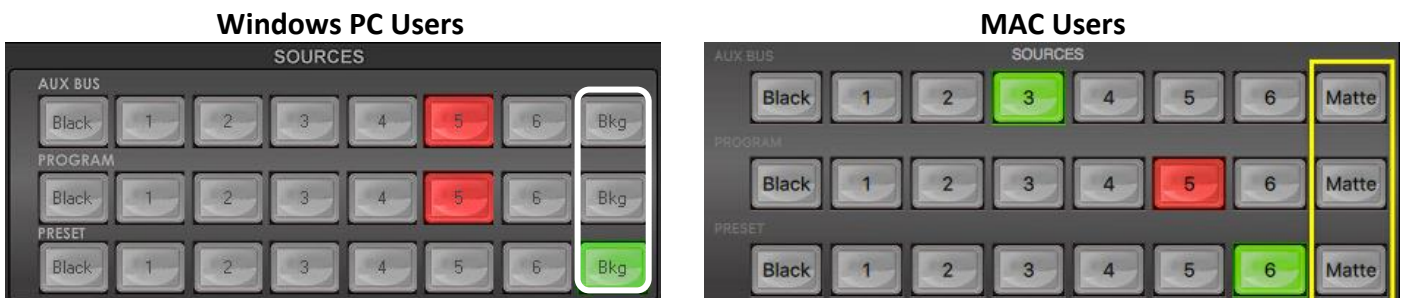 Windows PC Users
SOURCES
AUX BUS
Black 1 2 3 4 5 6 Bkg
PROGRAM
Black 1 2 3 4 5 6 Bkg
PRESET
Black 1 2 3 4 5 6 Bkg
MAC Users
AUX BUS SOURCES
Black 1 2 3 4 5 6 Matte
PROGRAM
Black 1 2 3 4 5 6 Matte
PRESET
Black 1 2 3 4 5 6 Matte